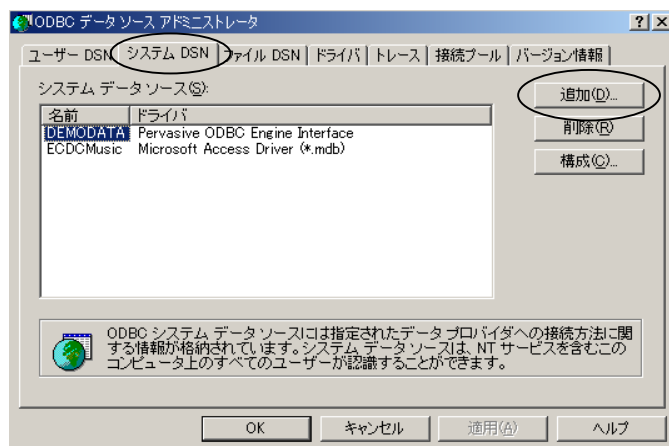 ODBC データ ソース アドミニストレータ
ユーザー DSN システム DSN ファイル DSN ドライバ トレース 接続プール バージョン情報
システム データ ソース(S):
追加(D)...
名前 ドライバ
DEMODATA Pervasive ODBC Engine Interface
削除(R)
ECDCMusic Microsoft Access Driver (*.mdb)
構成(C)...
ODBC システム データ ソースには指定されたデータ プロバイダへの接続方法に関
する情報が格納されています。システム データ ソースは、NT サービスを含むこの
コンピュータ上のすべてのユーザーが認識することができます。
OK キャンセル 適用(A) ヘルプ